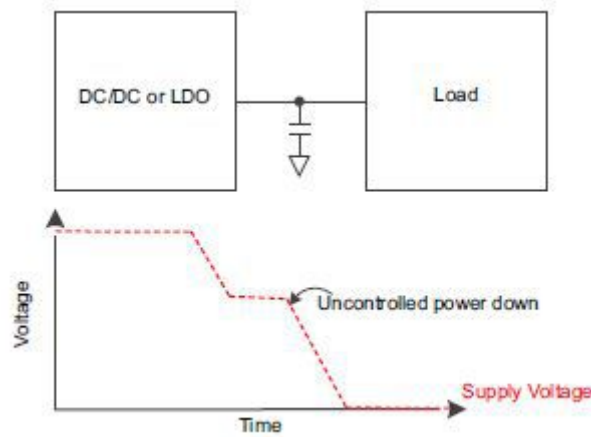 DC/DC or LDO
Load
Voltage
Uncontrolled power down
Supply Voltage
Time